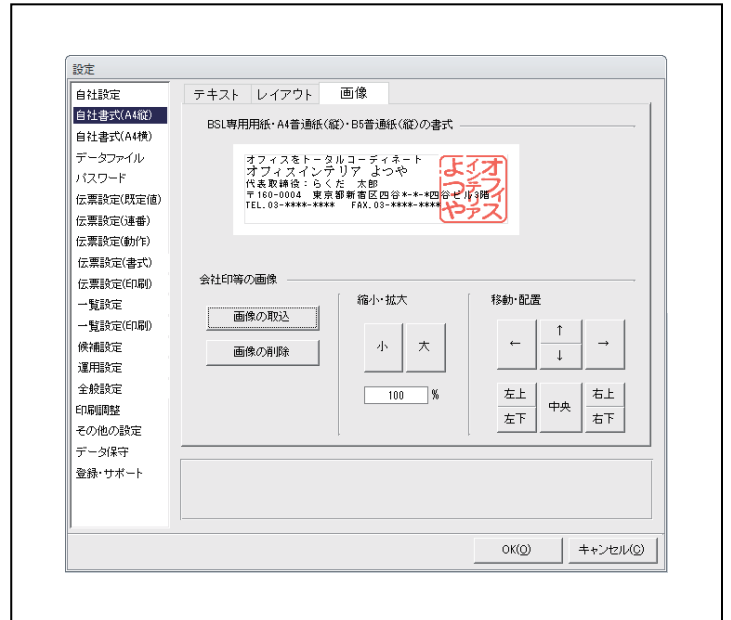 設定
自社設定
自社書式(A4縦)
自社書式(A4横)
データファイル
パスワード
伝票設定(既定値)
伝票設定(連番)
伝票設定(動作)
伝票設定(書式)
伝票設定(印刷)
一覧設定
一覧設定(印刷)
候補設定
運用設定
全般設定
印刷調整
その他の設定
データ保守
登録・サポート
テキスト レイアウト 画像
BSL専用用紙・A4普通紙(縦)・B5普通紙(縦)の書式
オフィスをトータルコーディネート
オフィスインテリア よつや
代表取締役：らくだ 太郎
〒160-0004 東京都新宿区四谷*-*-*四谷ビル3階
TEL.03-****-**** FAX.03-****-****
オフィス
インテリア
よつや
会社印等の画像
画像の取込
画像の削除
縮小・拡大
小 大
100 %
移動・配置
← ↑ ↓ →
左上 左下 中央 右上 右下
OK(O) キャンセル(C)